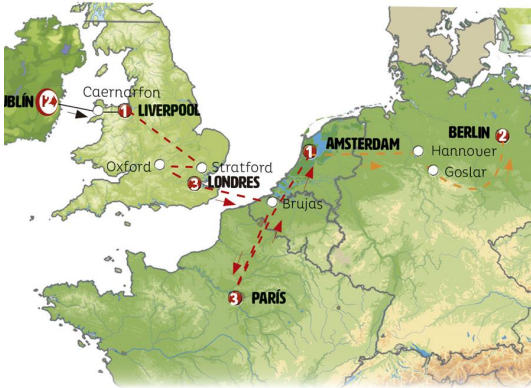 Caernarfon
UBLÍN 2 1 LIVERPOOL
Oxford Stratford
3 LONDRES
Brujas
1 AMSTERDAM
BERLIN 2
Hannover
Goslar
3 PARÍS